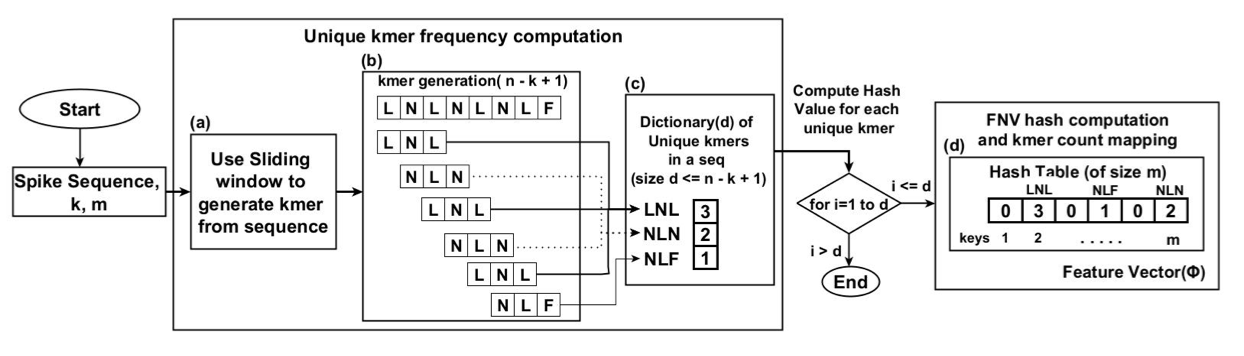 Unique kmer frequency computation
Start
Spike Sequence,
k, m
(a)
Use Sliding
window to
generate kmer
from sequence
(b)
kmer generation( n - k + 1)
L N L N L N L F
L N L
N L N
L N L
N L N
L N L
N L F
(c)
Dictionary(d) of
Unique kmers
in a seq
(size d <= n - k + 1)
LNL 3
NLN 2
NLF 1
Compute Hash
Value for each
unique kmer
for i=1 to d
i <= d
i > d
End
FNV hash computation
and kmer count mapping
(d)
Hash Table (of size m)
LNL NLF NLN
0 3 0 1 0 2
keys 1 2 . . . . . m
Feature Vector(Φ)